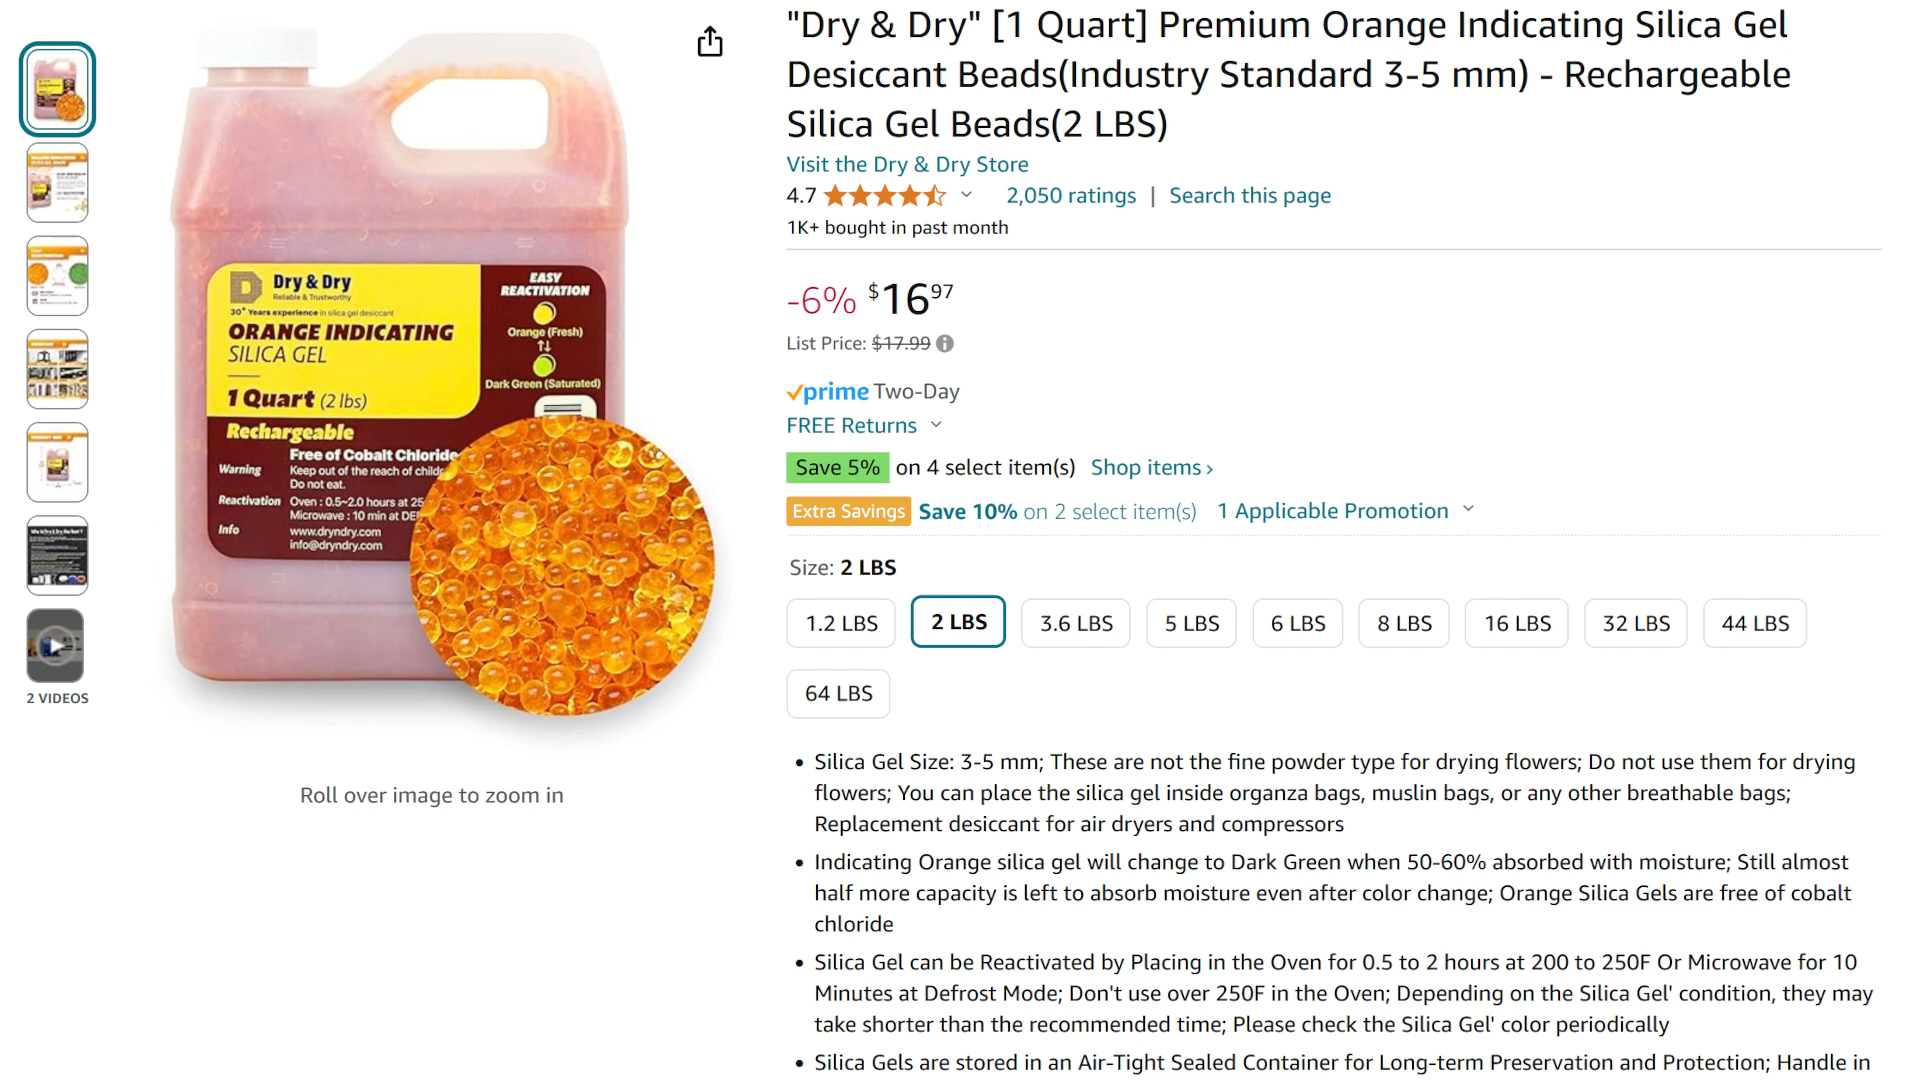 "Dry & Dry" [1 Quart] Premium Orange Indicating Silica Gel
Desiccant Beads(Industry Standard 3-5 mm) - Rechargeable
Silica Gel Beads(2 LBS)
Visit the Dry & Dry Store
4.7
2,050 ratings | Search this page
1K+ bought in past month
-6% $16 97
List Price: $17.99
prime Two-Day
FREE Returns
Save 5% on 4 select item(s) Shop items ›
Extra Savings Save 10% on 2 select item(s) 1 Applicable Promotion
Size: 2 LBS
1.2 LBS
2 LBS
3.6 LBS
5 LBS
6 LBS
8 LBS
16 LBS
32 LBS
44 LBS
64 LBS
• Silica Gel Size: 3-5 mm; These are not the fine powder type for drying flowers; Do not use them for drying
flowers; You can place the silica gel inside organza bags, muslin bags, or any other breathable bags;
Replacement desiccant for air dryers and compressors
• Indicating Orange silica gel will change to Dark Green when 50-60% absorbed with moisture; Still almost
half more capacity is left to absorb moisture even after color change; Orange Silica Gels are free of cobalt
chloride
• Silica Gel can be Reactivated by Placing in the Oven for 0.5 to 2 hours at 200 to 250F Or Microwave for 10
Minutes at Defrost Mode; Don't use over 250F in the Oven; Depending on the Silica Gel' condition, they may
take shorter than the recommended time; Please check the Silica Gel' color periodically
• Silica Gels are stored in an Air-Tight Sealed Container for Long-term Preservation and Protection; Handle in
Dry & Dry
Reliable & Trustworthy
30+ Years experience in silica gel desiccant
ORANGE INDICATING
SILICA GEL
1 Quart (2 lbs)
EASY
REACTIVATION
Orange (Fresh)
Dark Green (Saturated)
Rechargeable
Free of Cobalt Chloride
Warning Keep out of the reach of
Do not eat.
Reactivation Oven : 0.5~2.0 hours at
Microwave : 10 min at
Info www.dryndry.com
info@dryndry.com
2 VIDEOS
Roll over image to zoom in